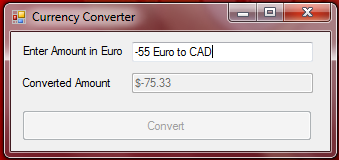 Currency Converter
Enter Amount in Euro -55 Euro to CAD
Converted Amount $-75.33
Convert